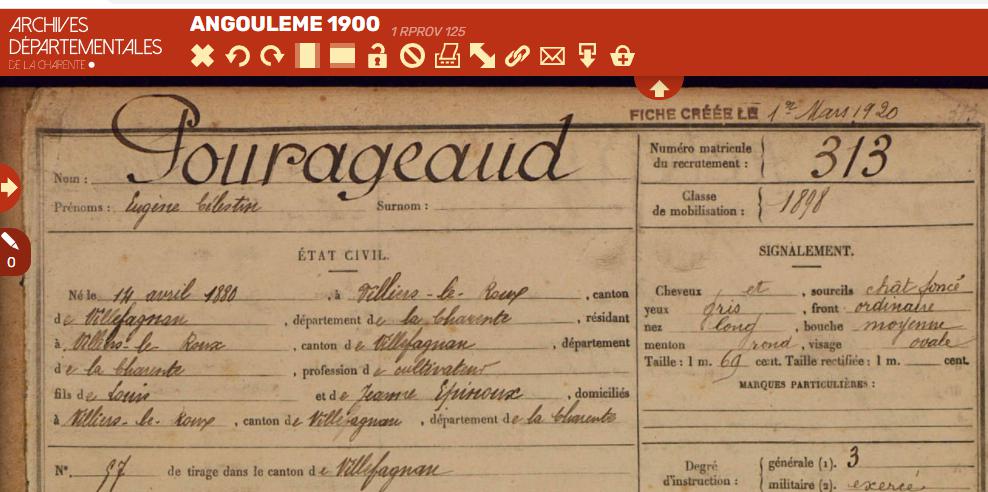 ARCHIVES
DÉPARTEMENTALES
DE LA CHARENTE
ANGOULEME 1900 1 RPROV 125
0
FICHE CRÉÉE LE 1er Mars 1920
Nom : Pourageaud
Prénoms : Eugène Célestin Surnom :
Numéro matricule
du recrutement : 313
Classe
de mobilisation : 1898
ÉTAT CIVIL.
Né le 14 avril 1880, à Villiers-le-Roux, canton
de Villefagnan, département de la Charente, résidant
à Villiers-le Roux, canton de Villefagnan, département
de la Charente, profession de cultivateur
fils de Louis et de Jeanne Epinoux, domiciliés
à Villiers-le-Roux, canton de Villefagnan, département de la Charente
N° 97 de tirage dans le canton de Villefagnan
SIGNALEMENT.
Cheveux et, sourcils chât foncé
yeux gris, front ordinaire
nez long, bouche moyenne
menton rond, visage ovale
Taille : 1 m. 69 cent. Taille rectifiée : 1 m. cent.
MARQUES PARTICULIÈRES :
Degré
d'instruction :
générale (1). 3
militaire (2). exercé